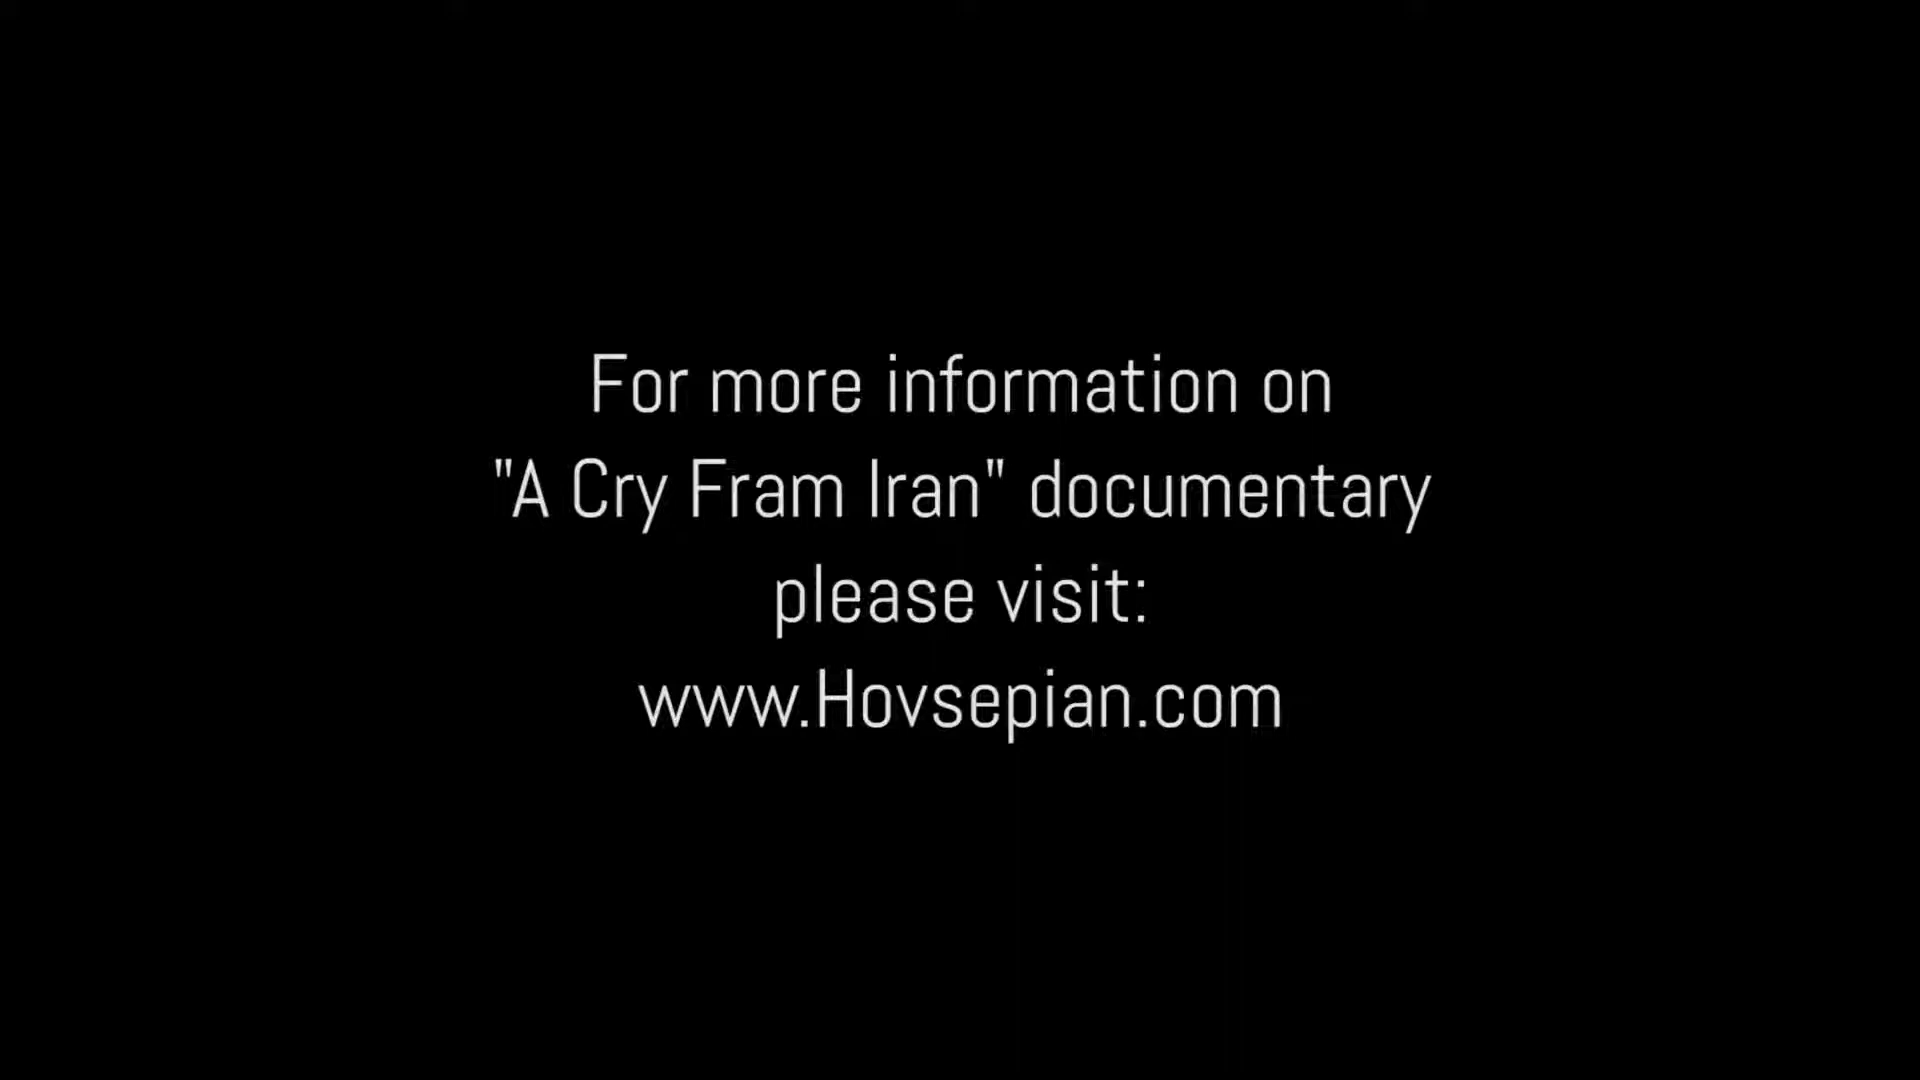 For more information on
"A Cry Fram Iran" documentary
please visit:
www.Hovsepian.com